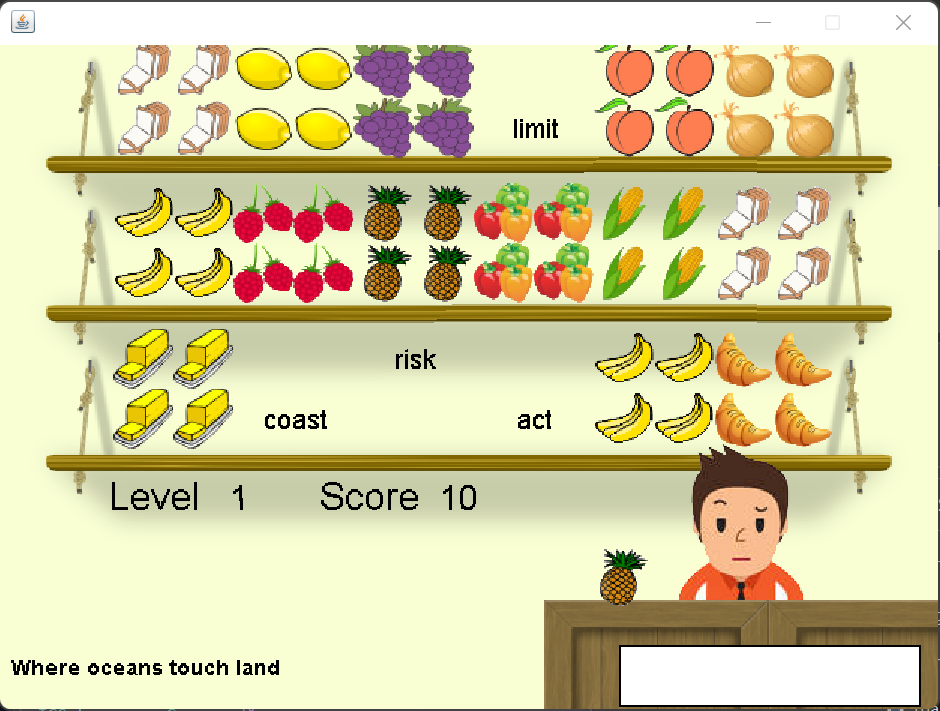 limit
risk
coast act
Level 1 Score 10
Where oceans touch land